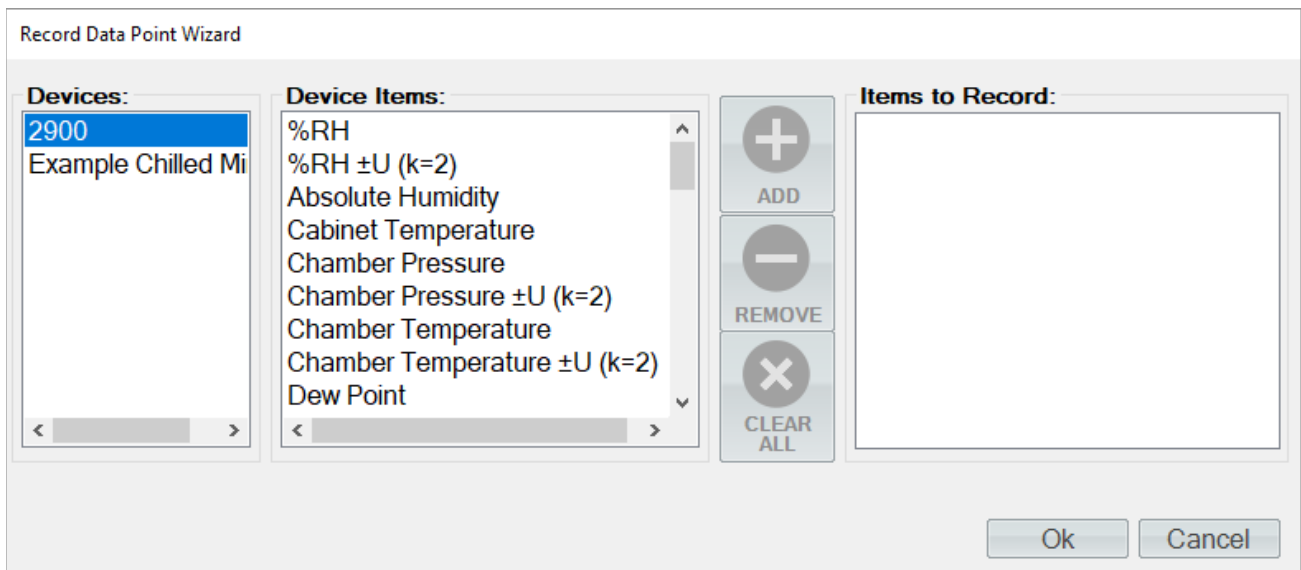 Record Data Point Wizard
Devices:
2900
Example Chilled Mi
Device Items:
%RH
%RH ±U (k=2)
Absolute Humidity
Cabinet Temperature
Chamber Pressure
Chamber Pressure ±U (k=2)
Chamber Temperature
Chamber Temperature ±U (k=2)
Dew Point
ADD
REMOVE
CLEAR
ALL
Items to Record:
Ok
Cancel